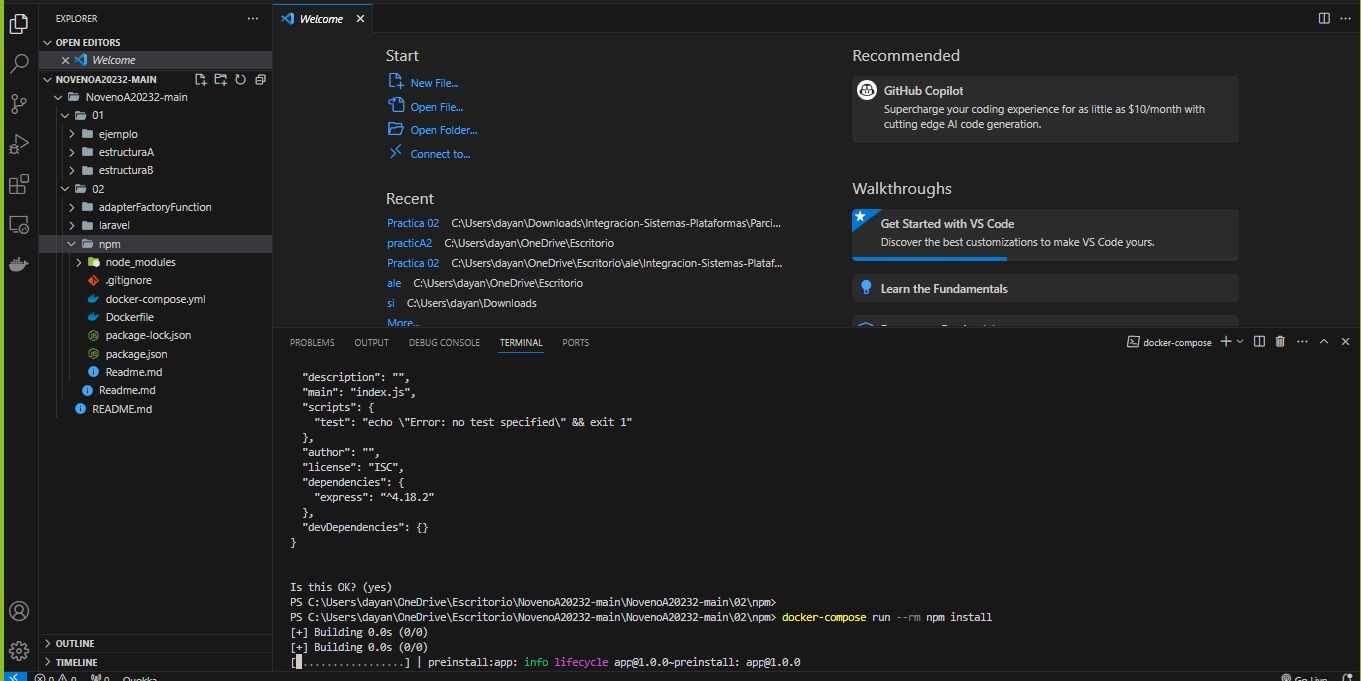 EXPLORER
OPEN EDITORS
Welcome
NOVENOA20232-MAIN
NovenoA20232-main
01
ejemplo
estructuraA
estructuraB
02
adapterFactoryFunction
laravel
npm
node_modules
.gitignore
docker-compose.yml
Dockerfile
package-lock.json
package.json
Readme.md
Readme.md
README.md
OUTLINE
TIMELINE
Welcome
Start
New File...
Open File...
Open Folder...
Connect to...
Recent
Practica 02 C:\Users\dayan\Downloads\Integracion-Sistemas-Plataformas\Parci...
practicA2 C:\Users\dayan\OneDrive\Escritorio
Practica 02 C:\Users\dayan\OneDrive\Escritorio\ale\Integracion-Sistemas-Plataf...
ale C:\Users\dayan\OneDrive\Escritorio
si C:\Users\dayan\Downloads
More...
Recommended
GitHub Copilot
Supercharge your coding experience for as little as $10/month with
cutting edge AI code generation.
Walkthroughs
Get Started with VS Code
Discover the best customizations to make VS Code yours.
Learn the Fundamentals
PROBLEMS OUTPUT DEBUG CONSOLE TERMINAL PORTS
docker-compose
"description": "",
"main": "index.js",
"scripts": {
"test": "echo \"Error: no test specified\" && exit 1"
},
"author": "",
"license": "ISC",
"dependencies": {
"express": "^4.18.2"
},
"devDependencies": {}
}
Is this OK? (yes)
PS C:\Users\dayan\OneDrive\Escritorio\NovenoA20232-main\NovenoA20232-main\02\npm>
PS C:\Users\dayan\OneDrive\Escritorio\NovenoA20232-main\NovenoA20232-main\02\npm> docker-compose run --rm npm install
[+] Building 0.0s (0/0)
[+] Building 0.0s (0/0)
[ .................] | preinstall:app: info lifecycle app@1.0.0~preinstall: app@1.0.0
0 0 0 Quokka
Go Live